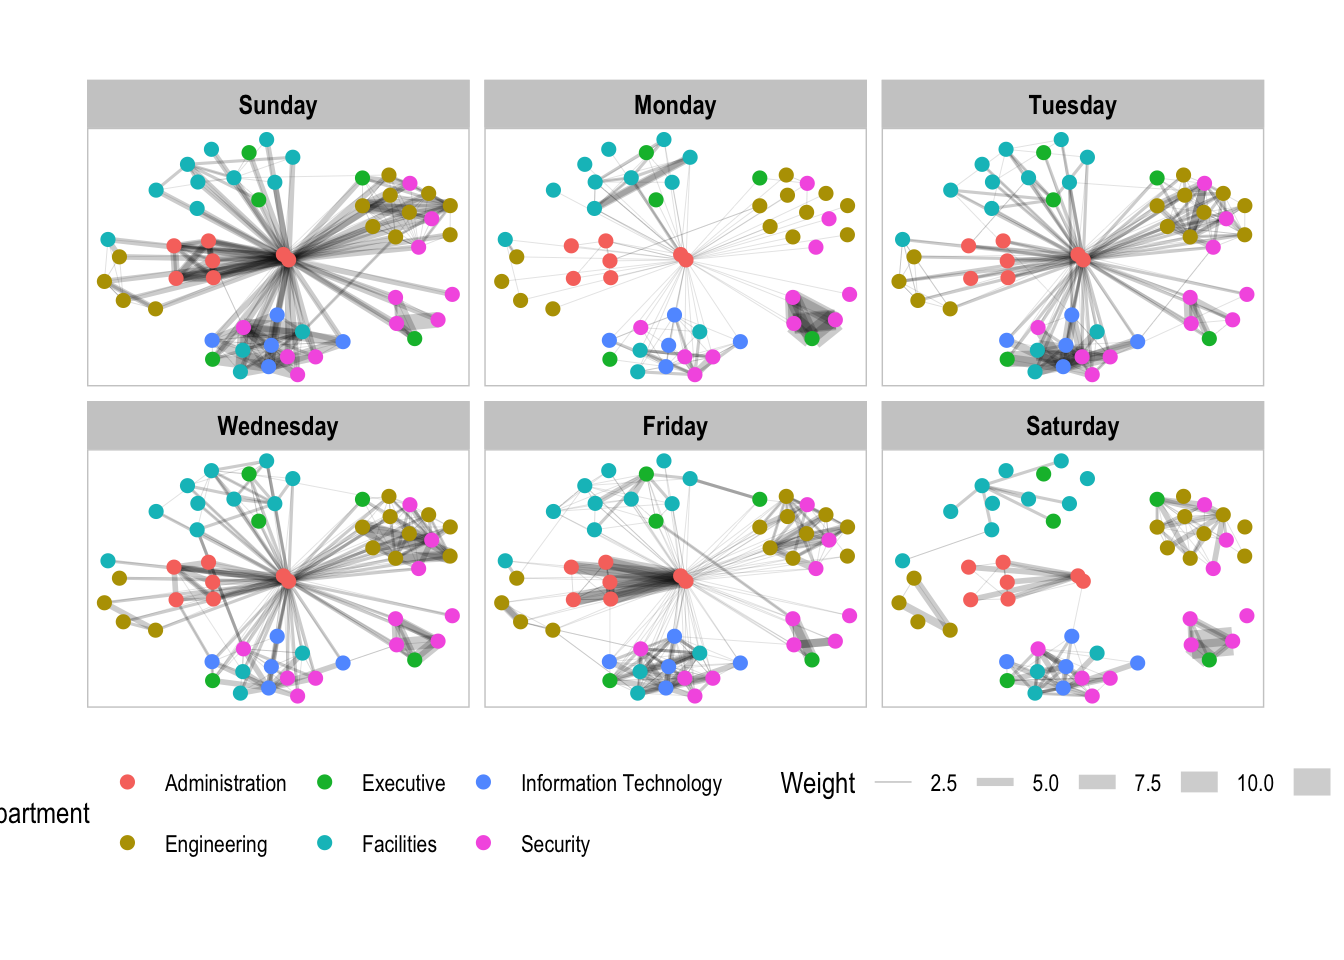 Sunday
Monday
Tuesday
Wednesday
Friday
Saturday
partment
Administration
Executive
Information Technology
Engineering
Facilities
Security
Weight
2.5
5.0
7.5
10.0